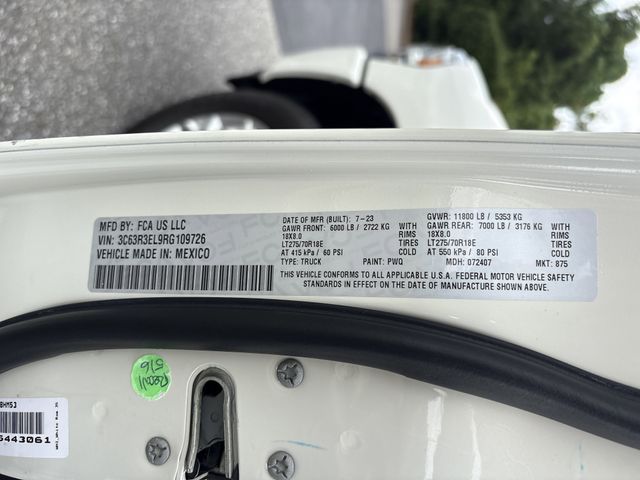 MFD BY: FCA US LLC
VIN: 3C63R3EL9RG109726
VEHICLE MADE IN: MEXICO
DATE OF MFR (BUILT): 7-23
GAWR FRONT: 6000 LB / 2722 KG WITH
18X8.0 RIMS
LT275/70R18E TIRES
AT 415 kPa / 60 PSI COLD
TYPE: TRUCK PAINT: PWQ
GVWR: 11800 LB / 5353 KG
GAWR REAR: 7000 LB / 3176 KG WITH
18X8.0 RIMS
LT275/70R18E TIRES
AT 550 kPa / 80 PSI COLD
MDH: 072407 MKT: 875
THIS VEHICLE CONFORMS TO ALL APPLICABLE U.S.A. FEDERAL MOTOR VEHICLE SAFETY
STANDARDS IN EFFECT ON THE DATE OF MANUFACTURE SHOWN ABOVE.
Recall
516
6443061